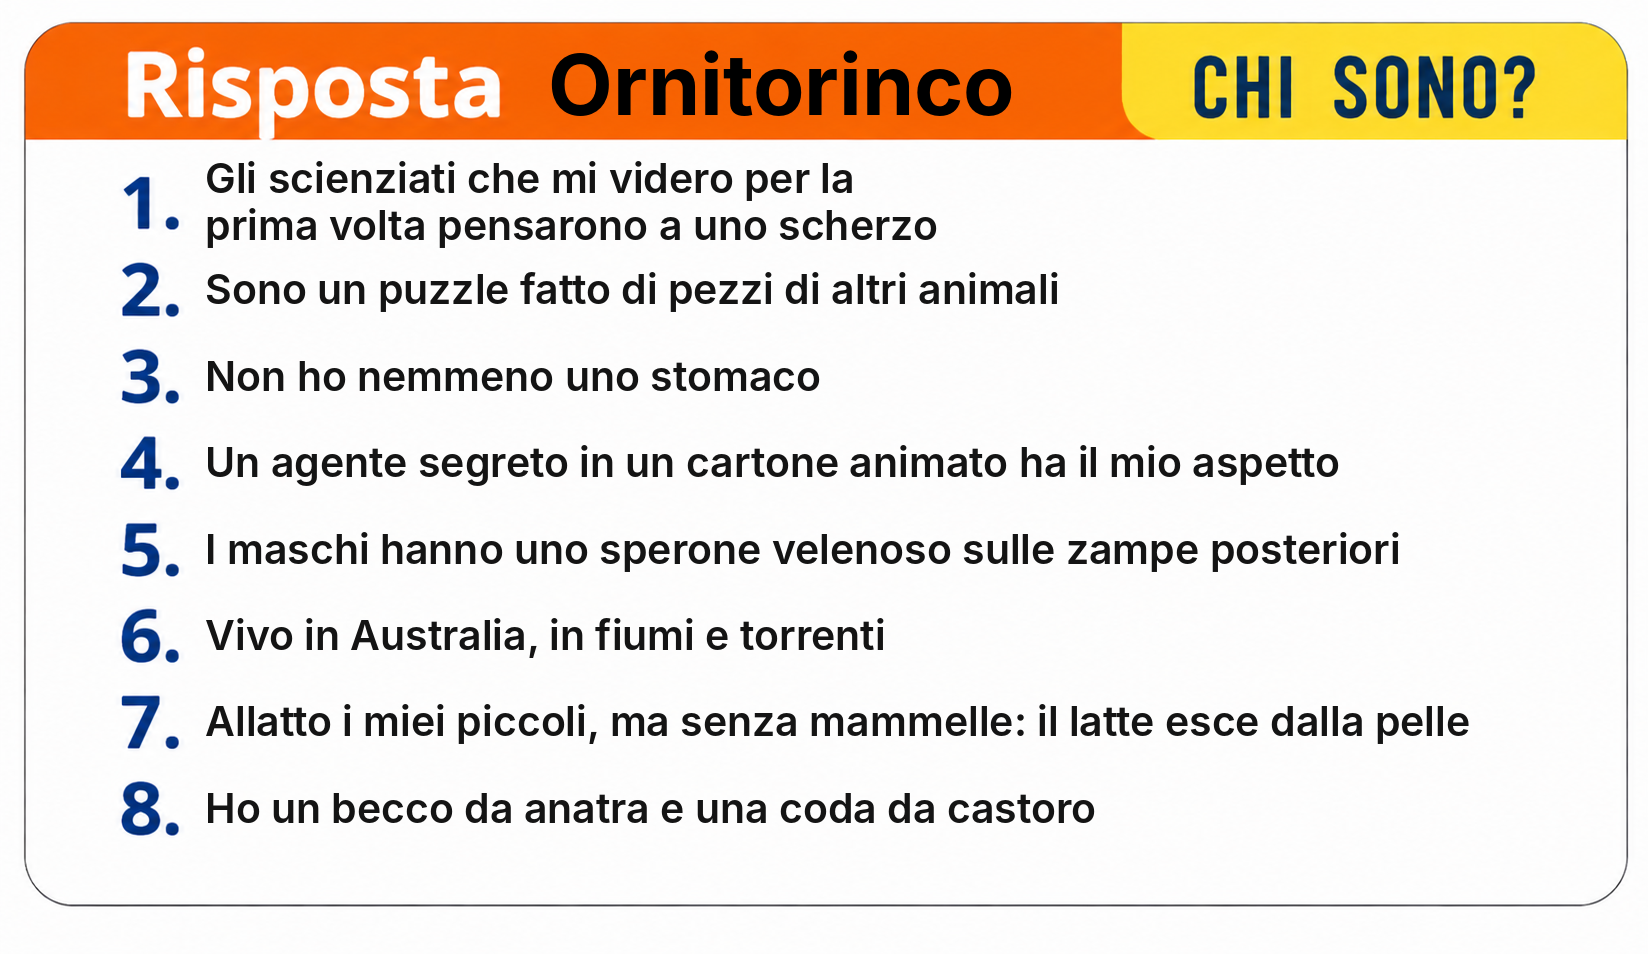 Risposta Ornitorinco CHI SONO?
1. Gli scienziati che mi videro per la
prima volta pensarono a uno scherzo
2. Sono un puzzle fatto di pezzi di altri animali
3. Non ho nemmeno uno stomaco
4. Un agente segreto in un cartone animato ha il mio aspetto
5. I maschi hanno uno sperone velenoso sulle zampe posteriori
6. Vivo in Australia, in fiumi e torrenti
7. Allatto i miei piccoli, ma senza mammelle: il latte esce dalla pelle
8. Ho un becco da anatra e una coda da castoro